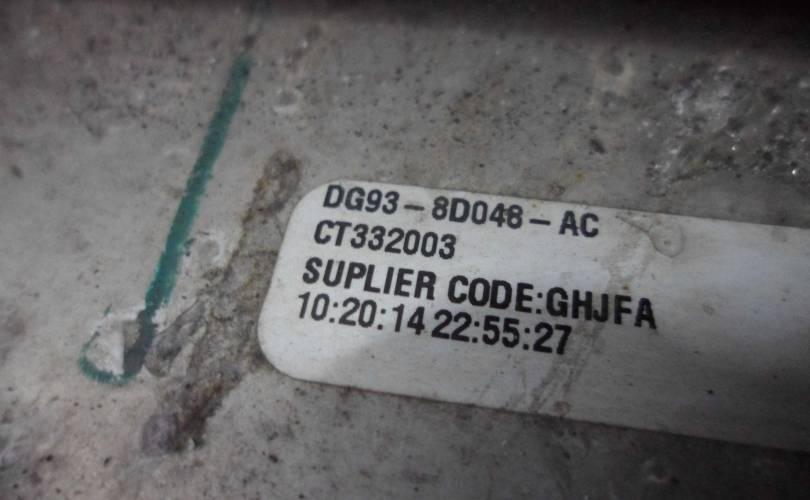 DG93-8D048-AC
CT332003
SUPLIER CODE:GHJFA
10:20:14 22:55:27